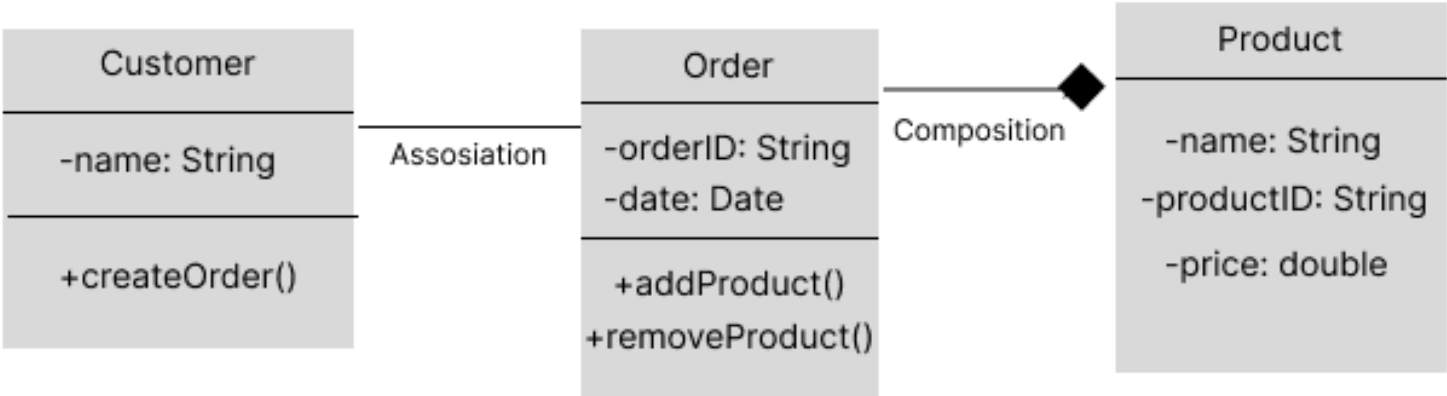 Customer
-name: String
+createOrder()
Assosiation
Order
-orderID: String
-date: Date
+addProduct()
+removeProduct()
Composition
Product
-name: String
-productID: String
-price: double